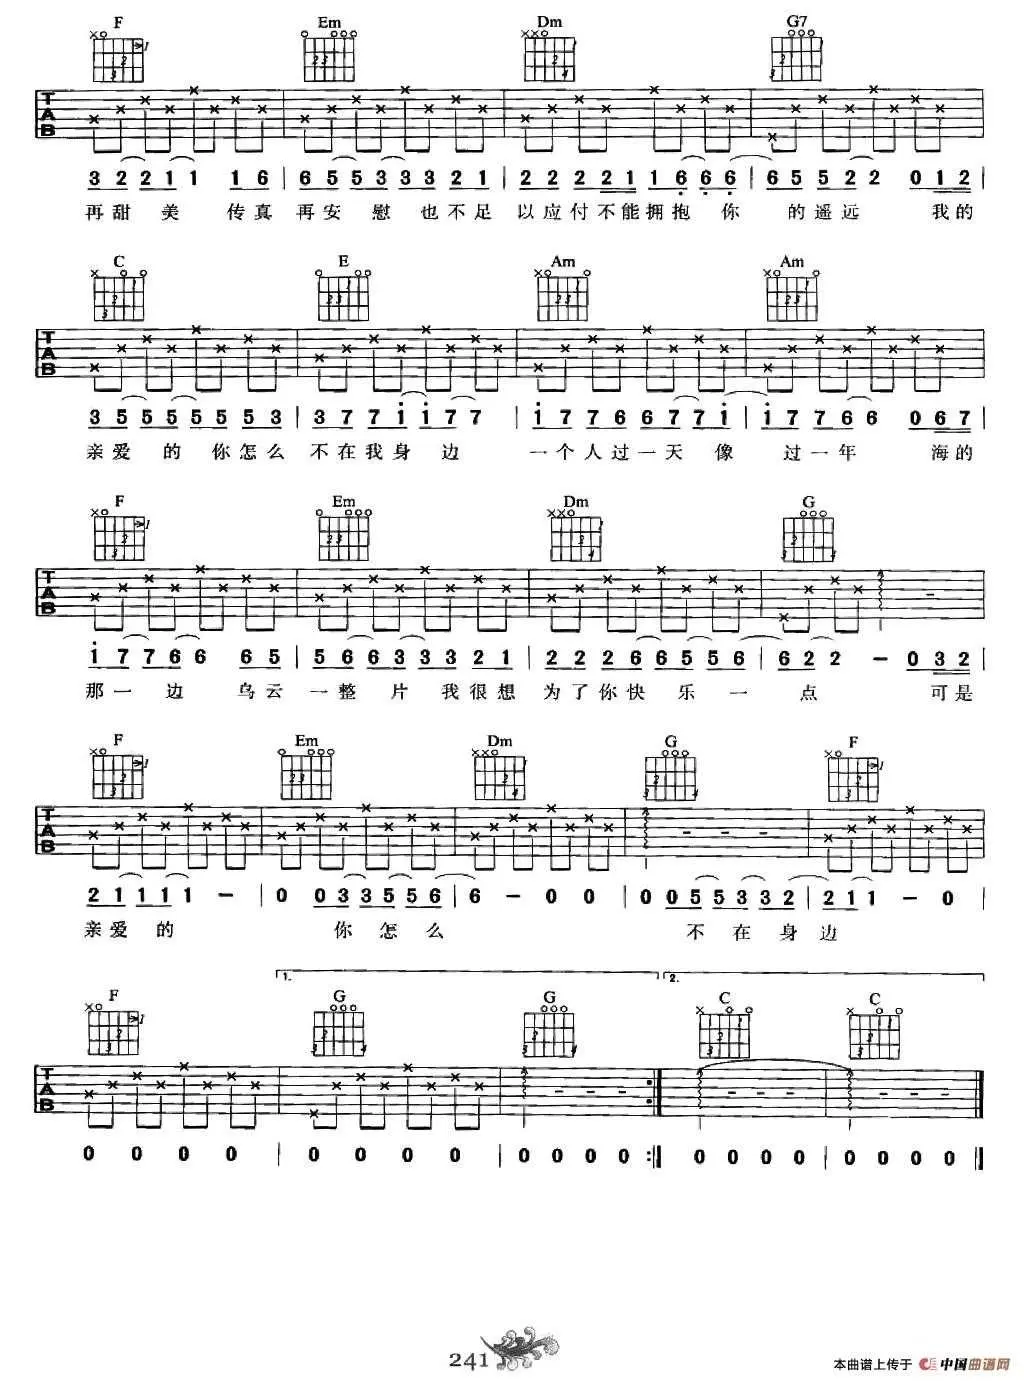 F Em Dm G7
T A B
3 2 2 1 1 1 6 | 6 5 5 3 3 3 2 1 | 2 2 2 2 1 1 6 6 6 | 6 5 5 2 2 0 1 2 |
再甜 美 传真 再安 慰也不足 以应付不能拥抱 你 的遥远 我的
C E Am Am
T A B
3 5 5 5 5 5 5 3 | 3 7 7 i i 7 7 | i 7 7 6 6 7 7 i | i 7 7 6 6 0 6 7 |
亲爱 的 你怎么 不在我身 边 一个人过一天像 过一年 海的
F Em Dm G
T A B
i 7 7 6 6 6 5 | 5 6 6 3 3 3 2 1 | 2 2 2 6 6 5 5 6 | 6 2 2 – 0 3 2 |
那一 边 乌云 一整 片 我很想 为了你快 乐 一 点 可是
F Em Dm G F
T A B
2 1 1 1 1 – | 0 0 3 3 5 5 6 | 6 – 0 0 | 0 0 5 5 3 3 2 | 2 1 1 – 0 |
亲爱 的 你 怎 么 不 在 身 边
1. 2.
F G G C C
T A B
0 0 0 0 | 0 0 0 0 | 0 0 0 0 :|| 0 0 0 0 | 0 0 0 0 ||
241
本曲谱上传于 中国曲谱网